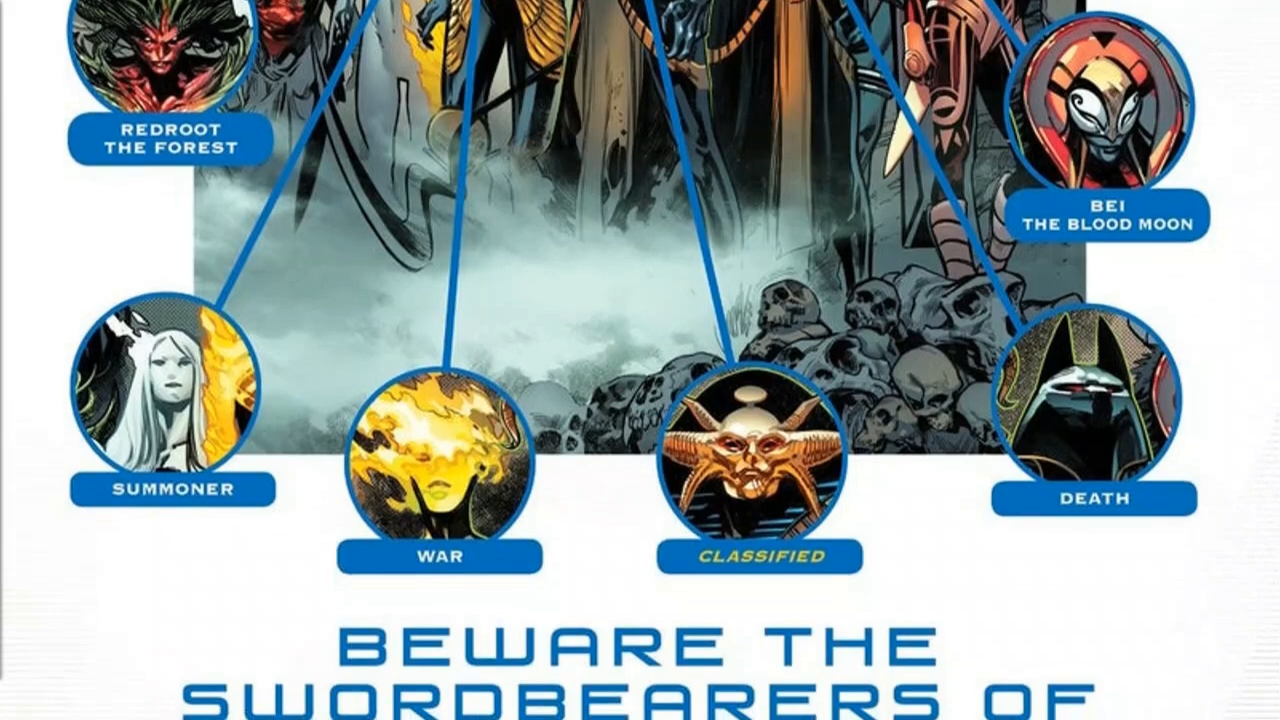 REDROOT
THE FOREST
BEI
THE BLOOD MOON
SUMMONER
WAR
CLASSIFIED
DEATH
BEWARE THE
SWORDBEARERS OF